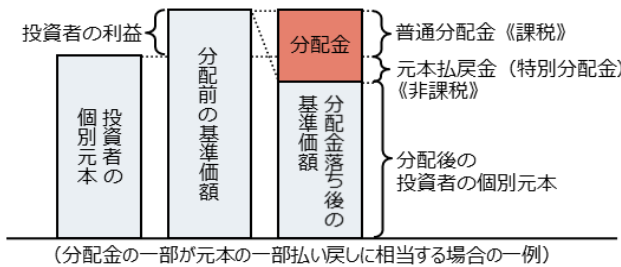 投資者の利益
投資者の
個別元本
分配前の基準価額
分配金
分配金落ち後の
基準価額
普通分配金《課税》
元本払戻金（特別分配金）
《非課税》
分配後の
投資者の個別元本
（分配金の一部が元本の一部払い戻しに相当する場合の一例）